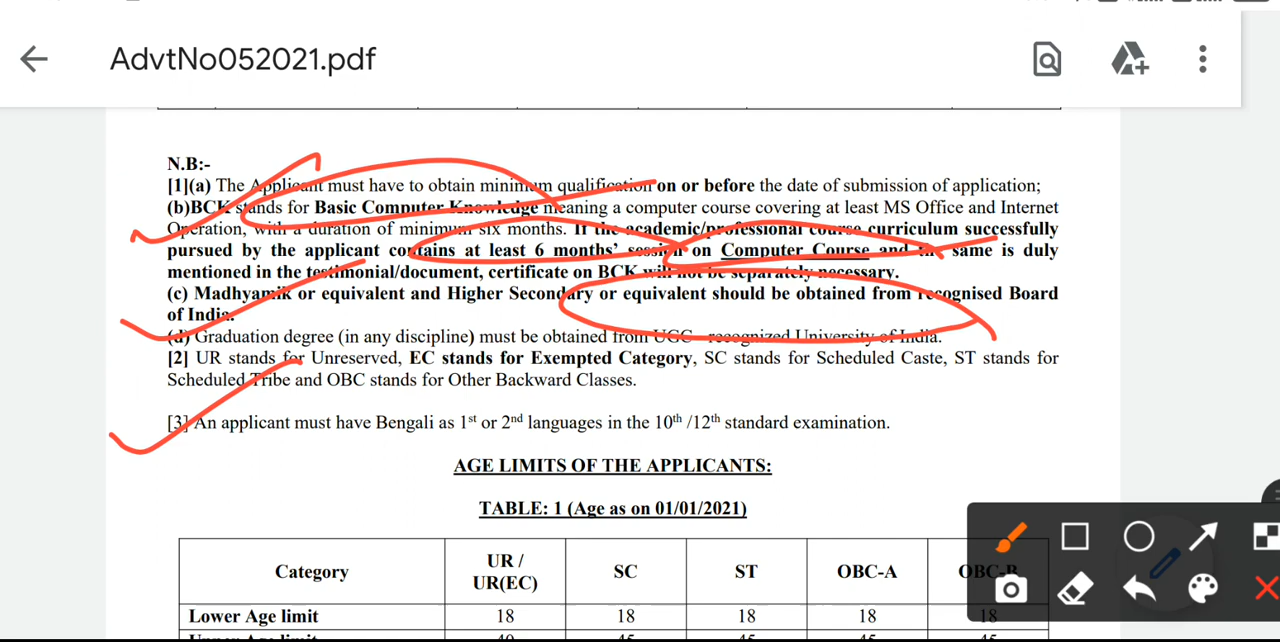 AdvtNo052021.pdf
N.B:-
[1](a) The Applicant must have to obtain minimum qualification on or before the date of submission of application;
(b)BCK stands for Basic Computer Knowledge meaning a computer course covering at least MS Office and Internet
Operation, with a duration of minimum six months. If the academic/professional course curriculum successfully
pursued by the applicant contains at least 6 months' session on Computer Course and the same is duly
mentioned in the testimonial/document, certificate on BCK will not be separately necessary.
(c) Madhyamik or equivalent and Higher Secondary or equivalent should be obtained from recognised Board
of India.
(d) Graduation degree (in any discipline) must be obtained from UGC recognized University of India.
[2] UR stands for Unreserved, EC stands for Exempted Category, SC stands for Scheduled Caste, ST stands for
Scheduled Tribe and OBC stands for Other Backward Classes.
[3] An applicant must have Bengali as 1st or 2nd languages in the 10th /12th standard examination.
AGE LIMITS OF THE APPLICANTS:
TABLE: 1 (Age as on 01/01/2021)
Category UR / UR(EC) SC ST OBC-A OBC-B
Lower Age limit 18 18 18 18 18